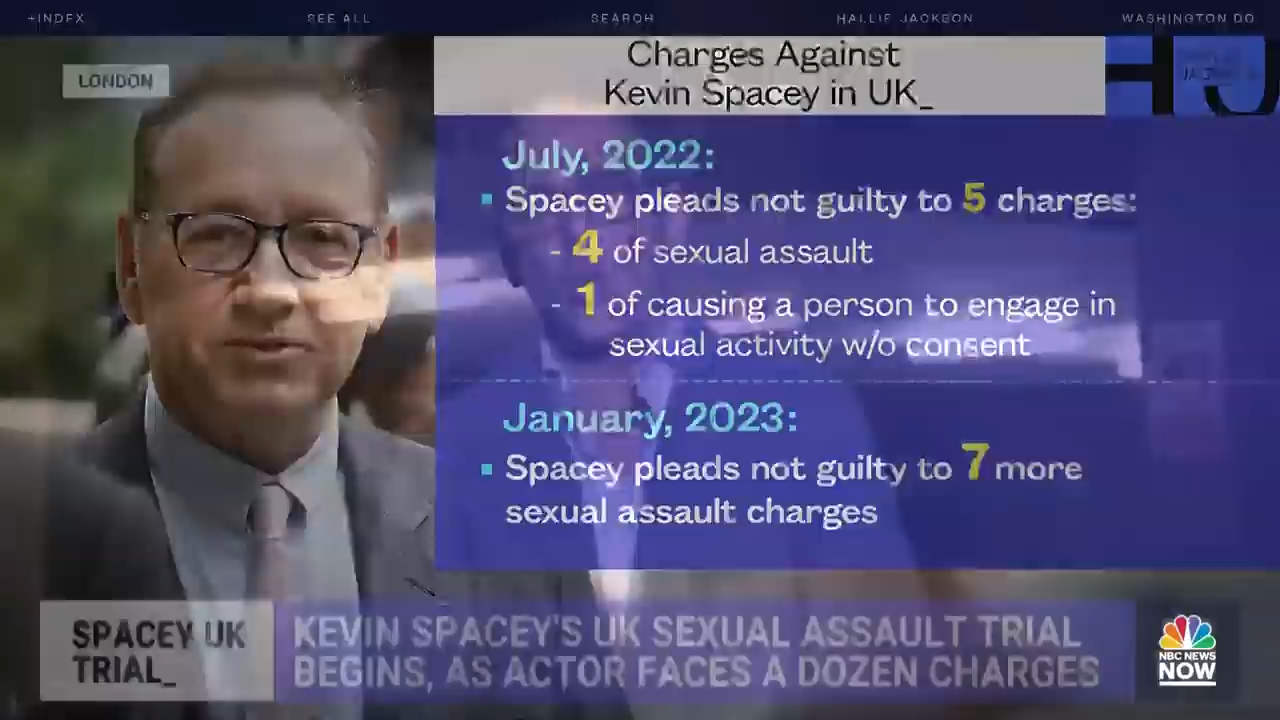 +INDEX SEE ALL SEARCH HALLIE JACKSON WASHINGTON DC
LONDON
Charges Against
Kevin Spacey in UK_
July, 2022:
▪ Spacey pleads not guilty to 5 charges:
- 4 of sexual assault
- 1 of causing a person to engage in
sexual activity w/o consent
January, 2023:
▪ Spacey pleads not guilty to 7 more
sexual assault charges
SPACEY UK
TRIAL_
KEVIN SPACEY'S UK SEXUAL ASSAULT TRIAL
BEGINS, AS ACTOR FACES A DOZEN CHARGES
NBC NEWS
NOW